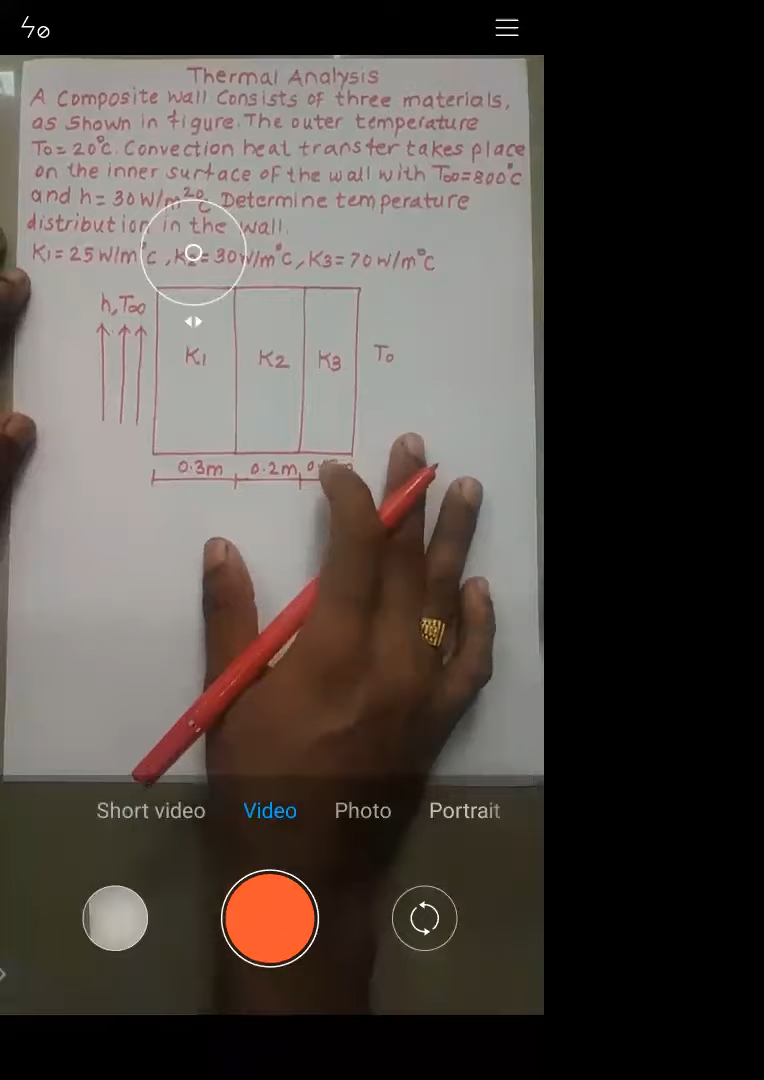 Thermal Analysis
A Composite wall Consists of three materials,
as Shown in figure. The outer temperature
To = 20°C. Convection heat transfer takes place
on the inner surface of the wall with T∞=800°C
and h = 30 W/m²°C Determine temperature
distribution in the wall.
K1 = 25 W/m°C, K2 = 30 W/m°C, K3 = 70 W/m°C
h, T∞
K1 K2 K3 To
0.3m 0.2m
Short video Video Photo Portrait